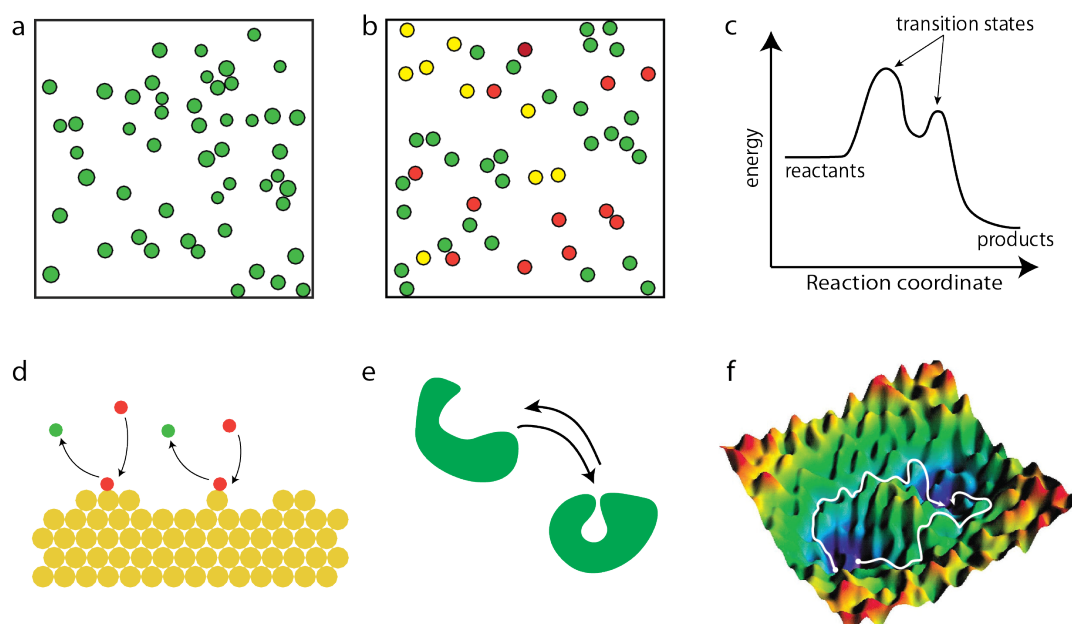 a
b
c
transition states
energy
reactants
products
Reaction coordinate
d
e
f